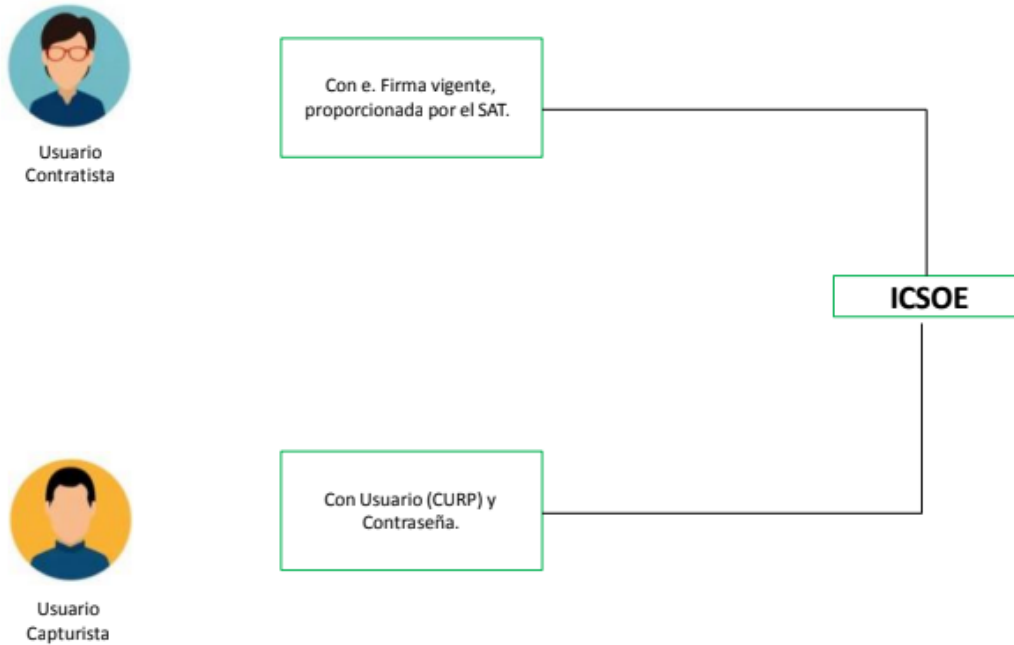 Usuario
Contratista
Con e. Firma vigente,
proporcionada por el SAT.
ICSOE
Con Usuario (CURP) y
Contraseña.
Usuario
Capturista